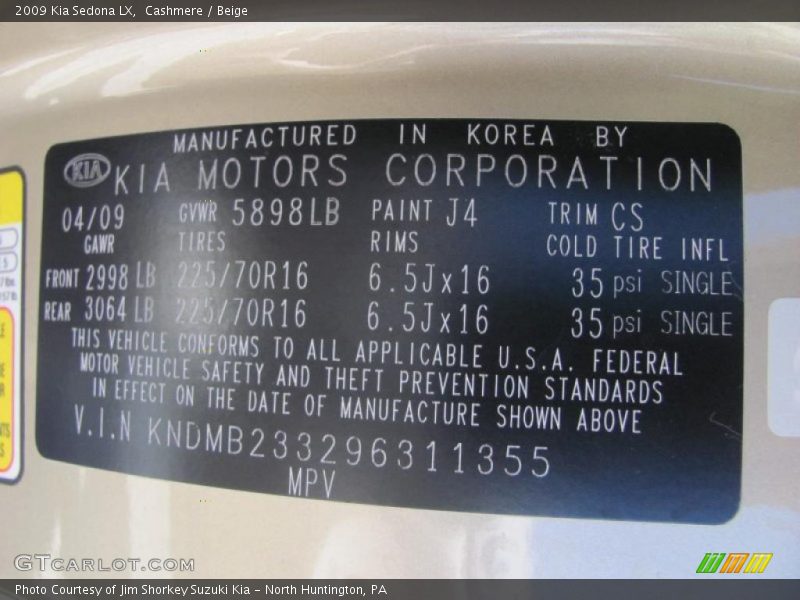 2009 Kia Sedona LX, Cashmere / Beige
MANUFACTURED IN KOREA BY
KIA KIA MOTORS CORPORATION
04/09 GVWR 5898LB PAINT J4 TRIM CS
GAWR TIRES RIMS COLD TIRE INFL
FRONT 2998 LB 225/70R16 6.5Jx16 35 psi SINGLE
REAR 3064 LB 225/70R16 6.5Jx16 35 psi SINGLE
THIS VEHICLE CONFORMS TO ALL APPLICABLE U.S.A. FEDERAL
MOTOR VEHICLE SAFETY AND THEFT PREVENTION STANDARDS
IN EFFECT ON THE DATE OF MANUFACTURE SHOWN ABOVE
V.I.N KNDMB233296311355
MPV
GTCARLOT.COM
Photo Courtesy of Jim Shorkey Suzuki Kia - North Huntington, PA